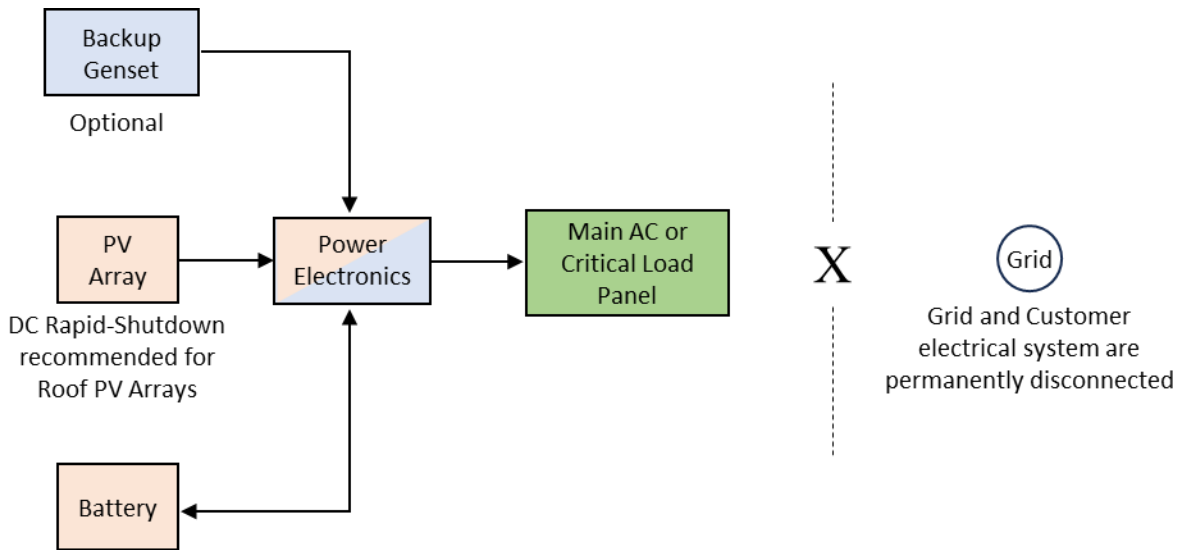 Backup
Genset
Optional
PV
Array
DC Rapid-Shutdown
recommended for
Roof PV Arrays
Battery
Power
Electronics
Main AC or
Critical Load
Panel
X
Grid
Grid and Customer
electrical system are
permanently disconnected